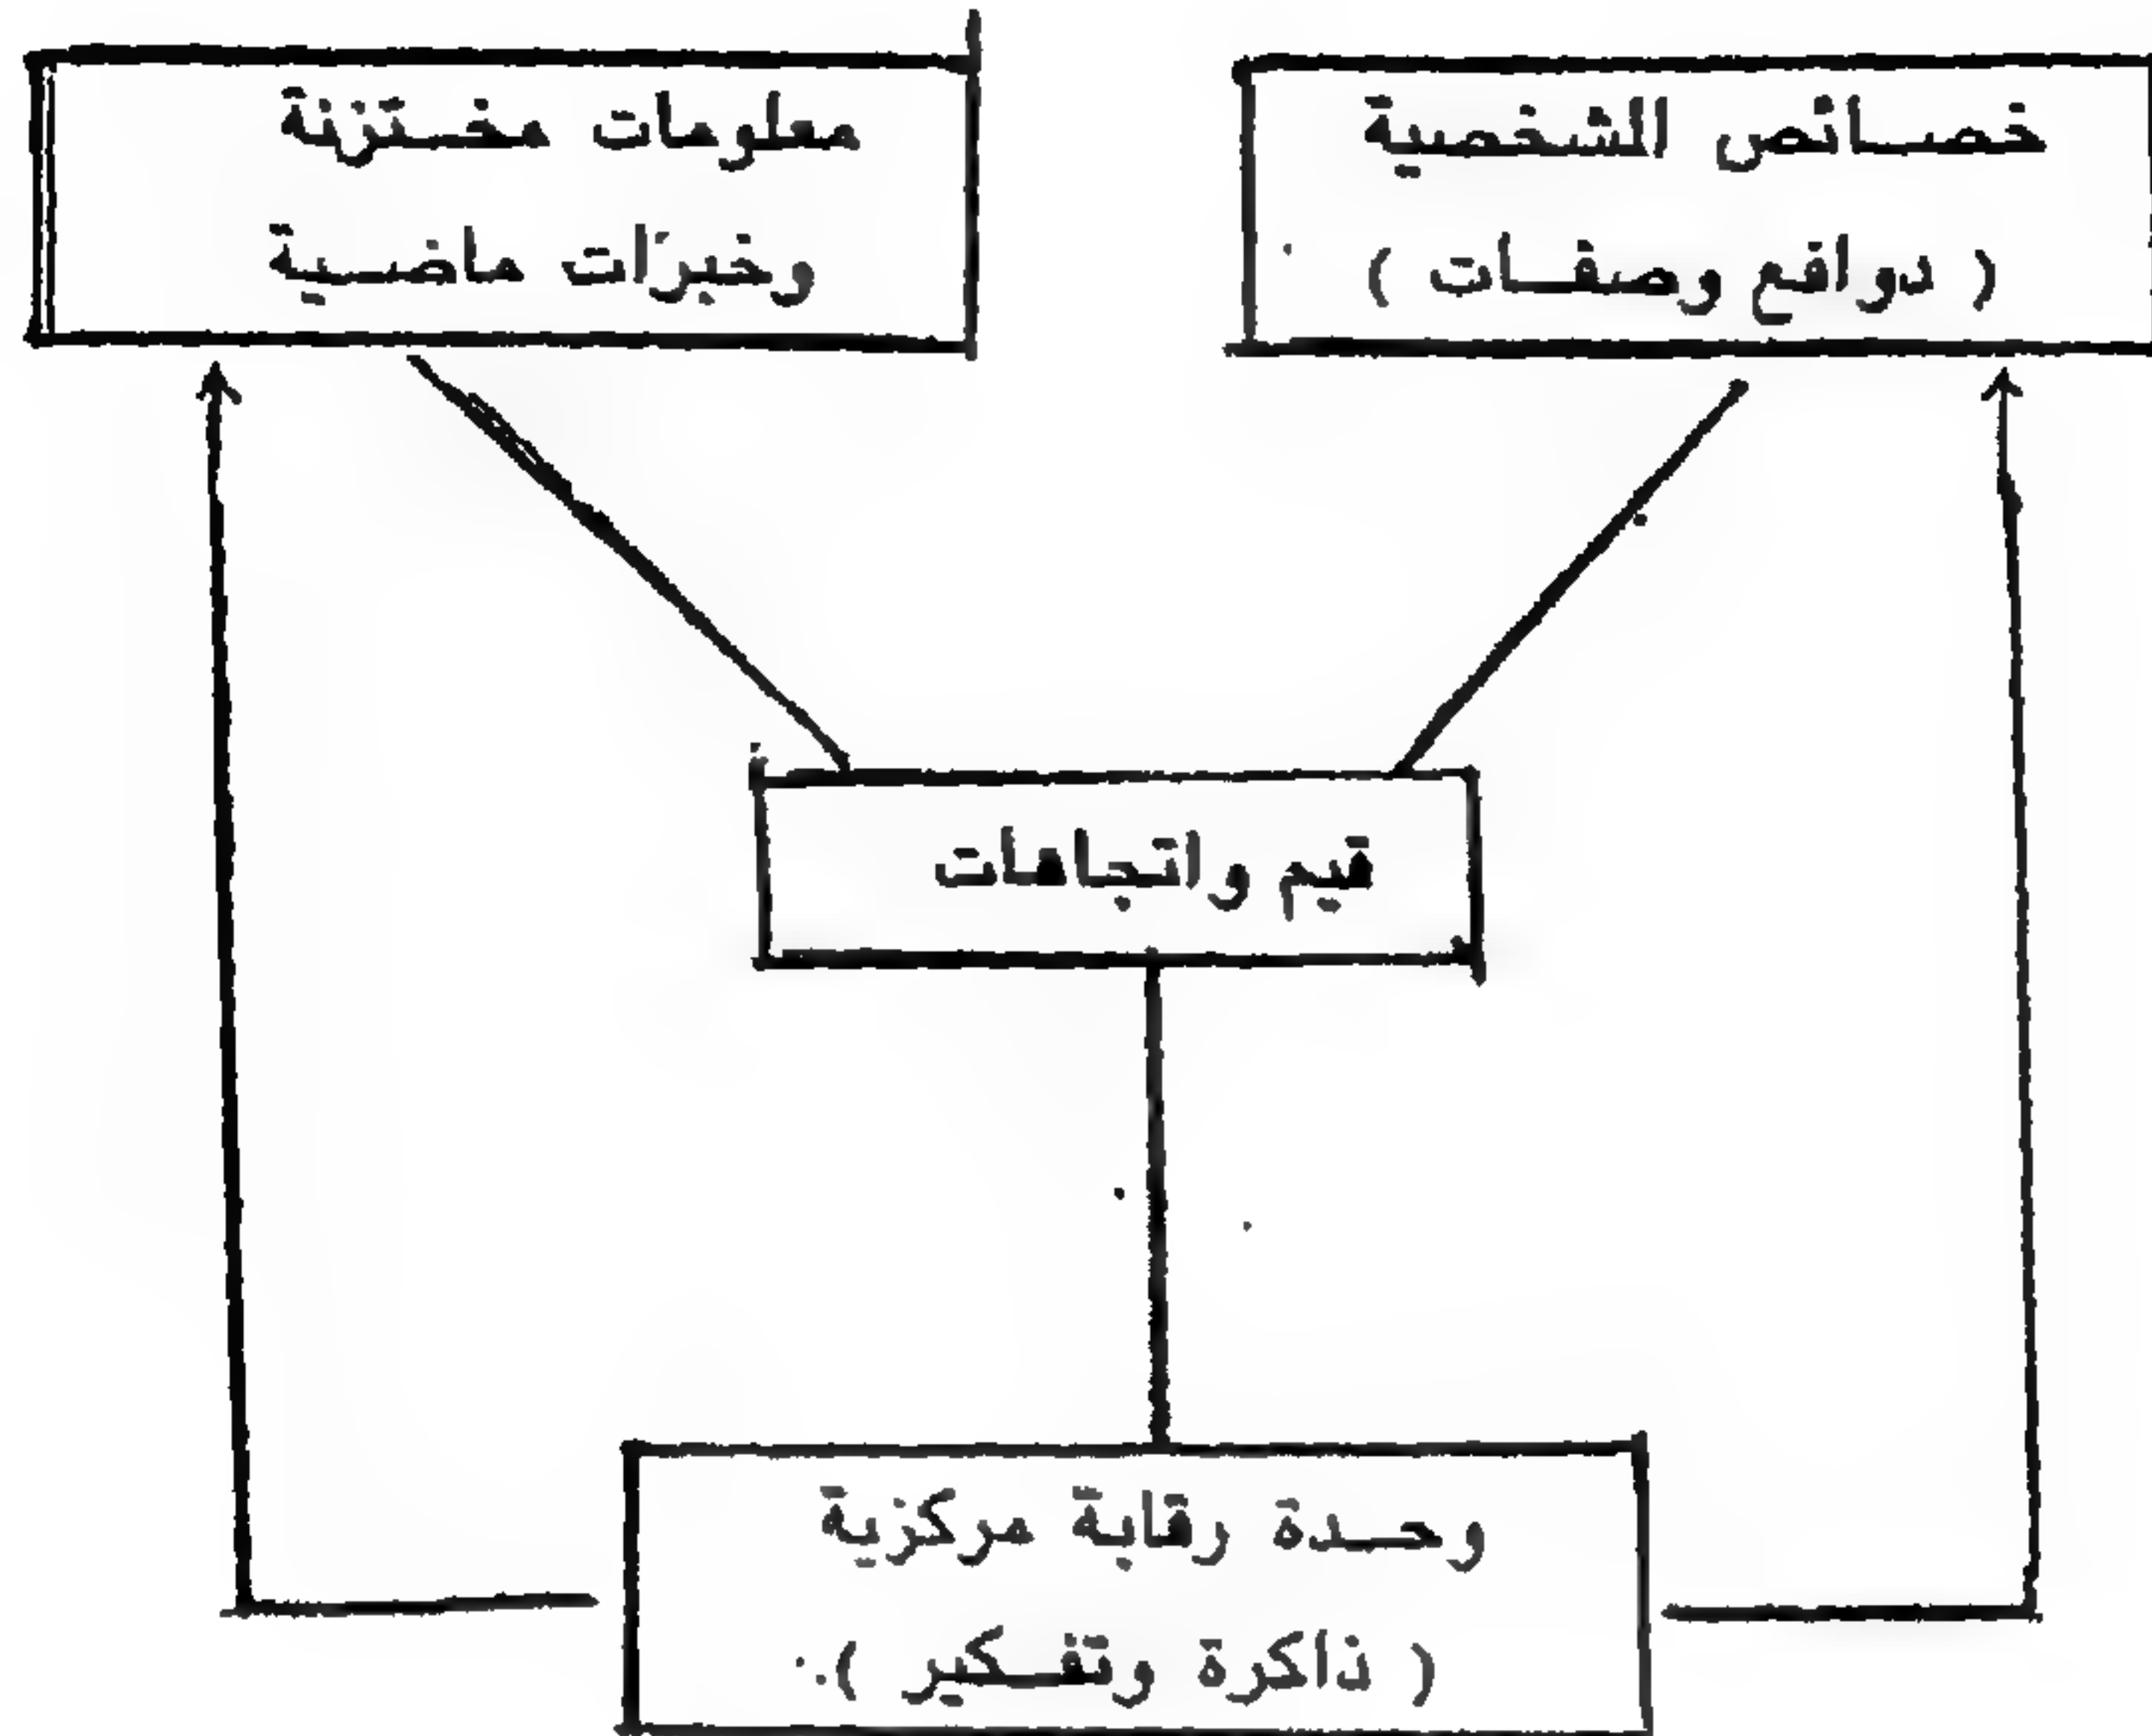 خصائص الشخصية
( دوافع وصفات )
معلومات مختزنة
وخبرات ماضية
قيم واتجاهات
وحدة رقابة مركزية
( ذاكرة وتفكير )